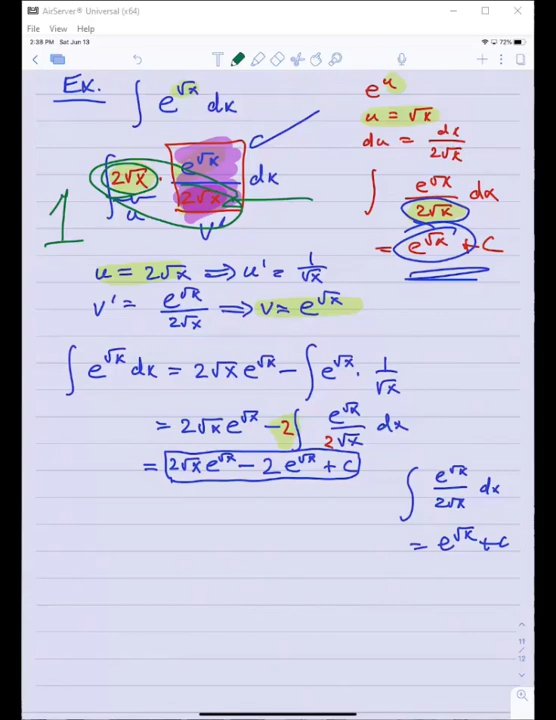 AirServer® Universal (x64)
File View Help
2:38 PM Sat Jun 13
72%
Ex. ∫ e^√x dx
e^u
u = √x
du = dx/2√x
∫ 2√x · e^√x/2√x dx
u v'
1
∫ e^√x/2√x dx
= e^√x + C
u = 2√x ⟹ u' = 1/√x
v' = e^√x/2√x ⟹ v = e^√x
∫ e^√x dx = 2√x e^√x − ∫ e^√x · 1/√x
= 2√x e^√x − 2 ∫ e^√x/2√x dx
= 2√x e^√x − 2 e^√x + C
∫ e^√x/2√x dx
= e^√x + C
11
/
12